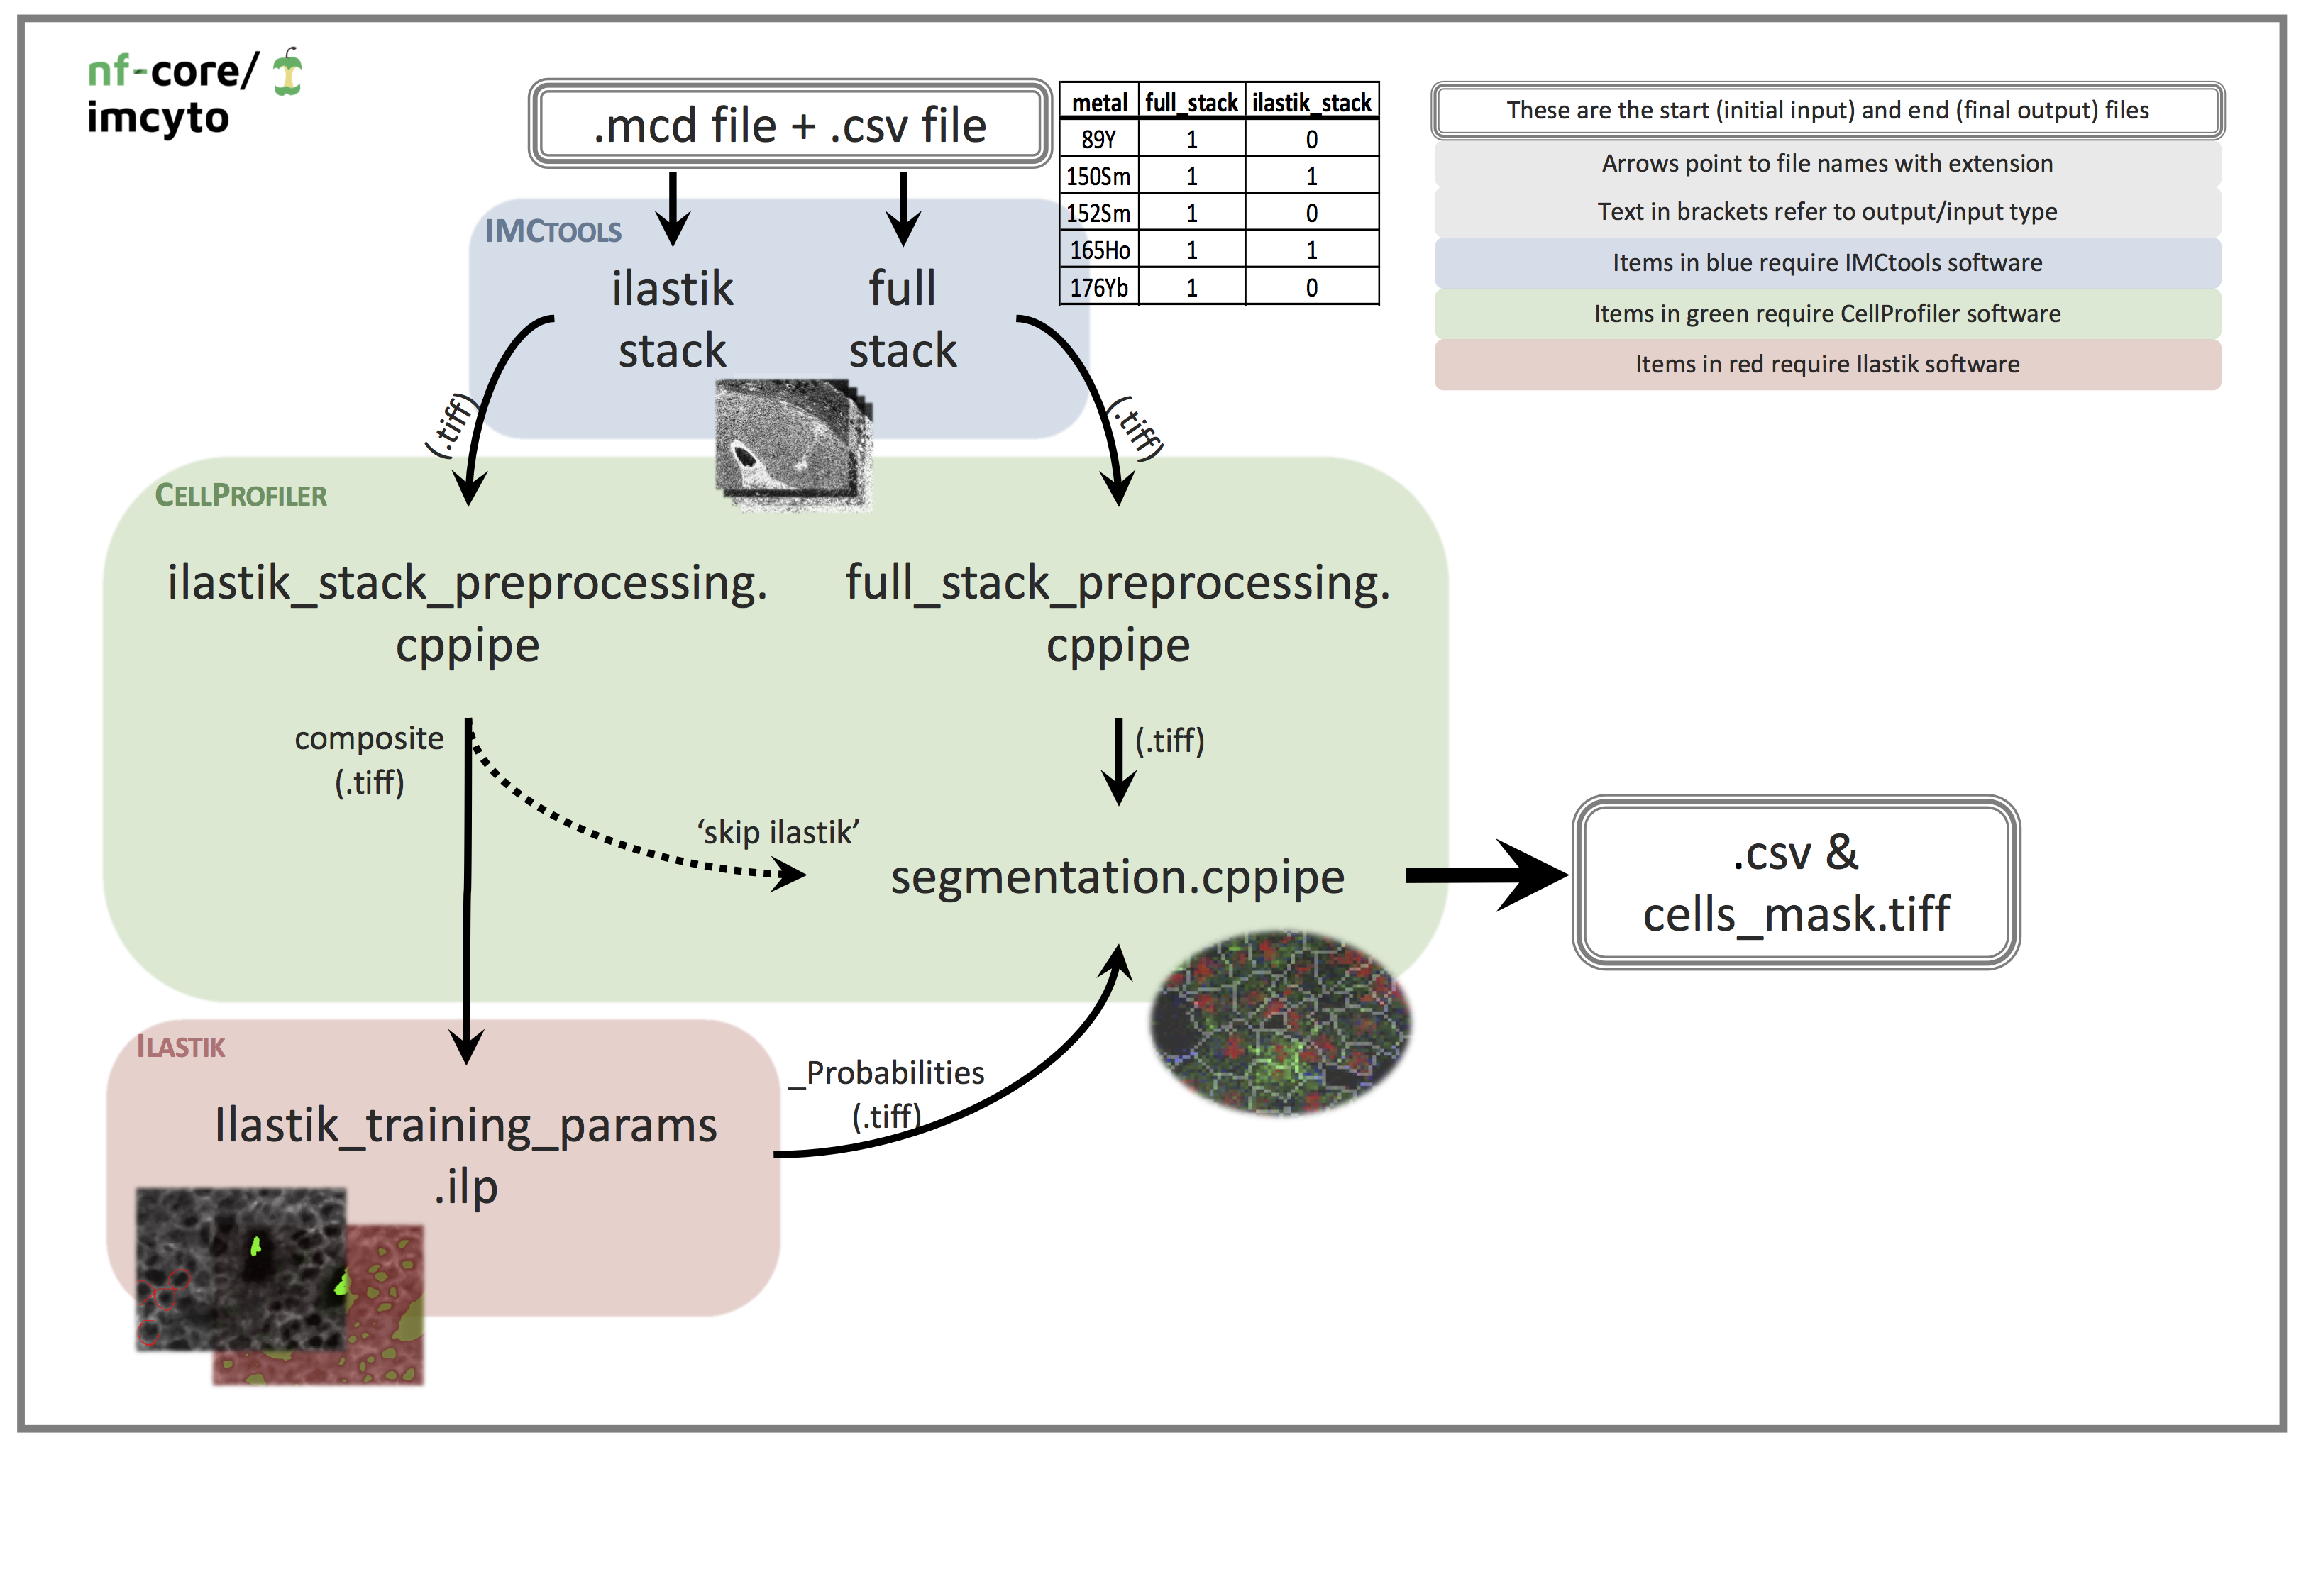 nf-core/
imcyto
.mcd file + .csv file
metal full_stack ilastik_stack
89Y 1 0
150Sm 1 1
152Sm 1 0
165Ho 1 1
176Yb 1 0
These are the start (initial input) and end (final output) files
Arrows point to file names with extension
Text in brackets refer to output/input type
Items in blue require IMCtools software
Items in green require CellProfiler software
Items in red require Ilastik software
IMCTOOLS
ilastik
stack
full
stack
(.tiff)
(.tiff)
CELLPROFILER
ilastik_stack_preprocessing.
cppipe
full_stack_preprocessing.
cppipe
composite
(.tiff)
(.tiff)
‘skip ilastik’
segmentation.cppipe
.csv &
cells_mask.tiff
ILASTIK
Ilastik_training_params
.ilp
_Probabilities
(.tiff)